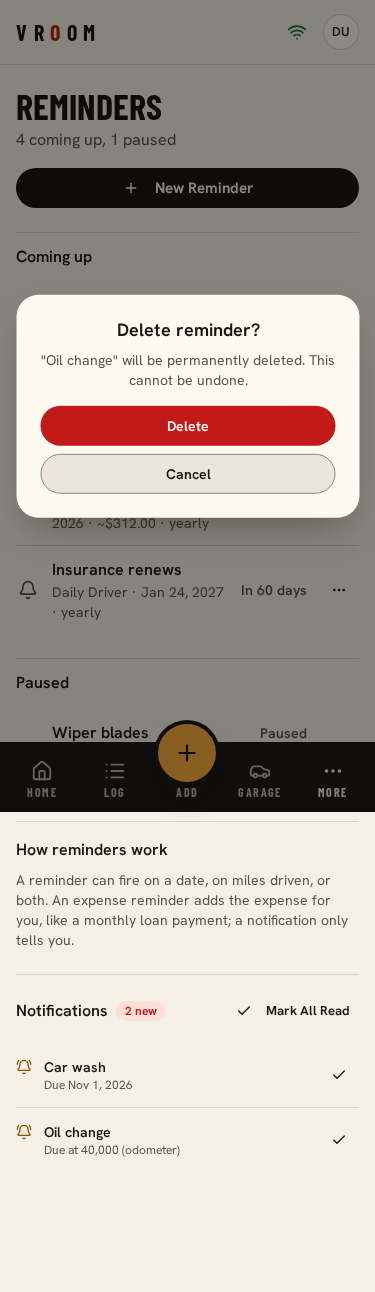 VROOM
DU
REMINDERS
4 coming up, 1 paused
New Reminder
Coming up
Delete reminder?
"Oil change" will be permanently deleted. This
cannot be undone.
Delete
Cancel
2026 · ~$312.00 · yearly
Insurance renews
Daily Driver · Jan 24, 2027
· yearly
In 60 days
Paused
Wiper blades
Paused
HOME
LOG
ADD
GARAGE
MORE
How reminders work
A reminder can fire on a date, on miles driven, or
both. An expense reminder adds the expense for
you, like a monthly loan payment; a notification only
tells you.
Notifications
2 new
Mark All Read
Car wash
Due Nov 1, 2026
Oil change
Due at 40,000 (odometer)